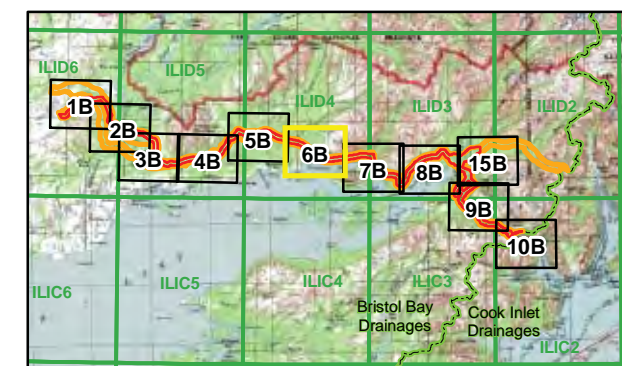 ILID6
ILID5
ILID4
ILID3
ILID2
1B
2B
3B
4B
5B
6B
7B
8B
15B
9B
10B
ILIC6
ILIC5
ILIC4
ILIC3
ILIC2
Bristol Bay
Drainages
Cook Inlet
Drainages